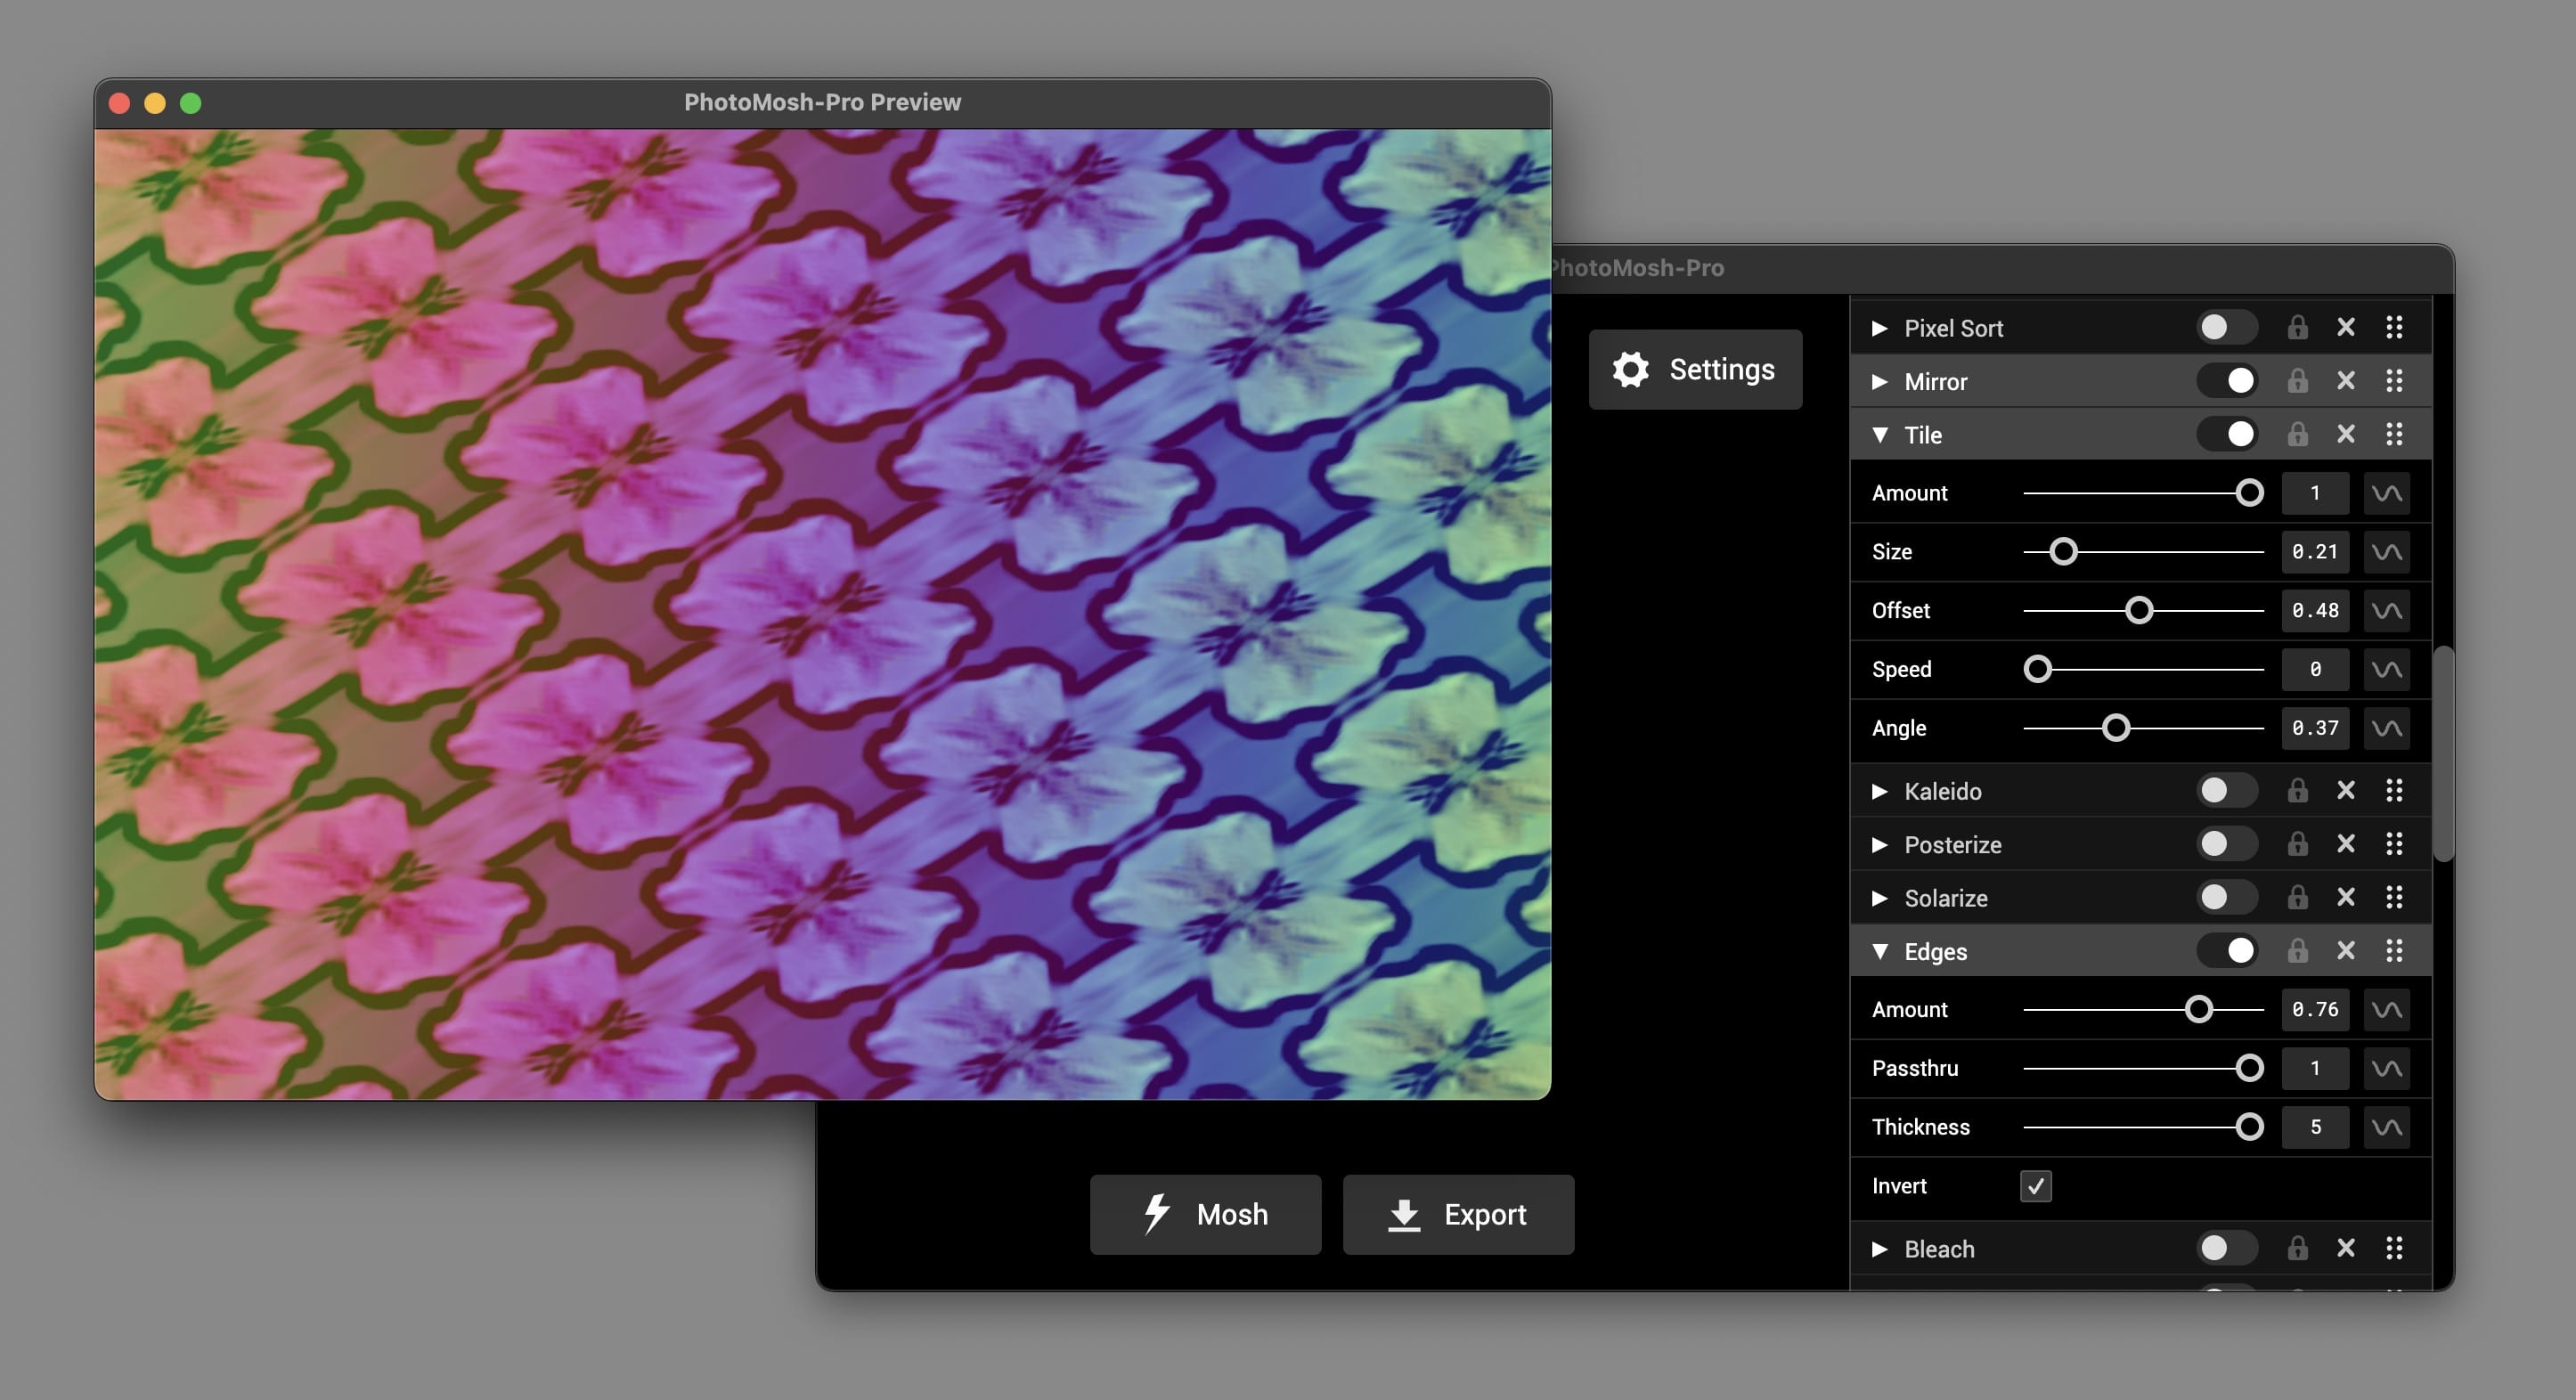 PhotoMosh-Pro Preview
PhotoMosh-Pro
Settings
Pixel Sort
Mirror
Tile
Amount 1
Size 0.21
Offset 0.48
Speed 0
Angle 0.37
Kaleido
Posterize
Solarize
Edges
Amount 0.76
Passthru 1
Thickness 5
Invert
Bleach
Mosh
Export